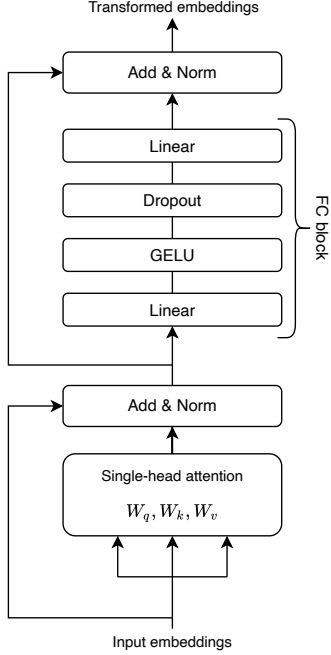 Transformed embeddings
Add & Norm
Linear
Dropout
GELU
Linear
FC block
Add & Norm
Single-head attention
W_q, W_k, W_v
Input embeddings